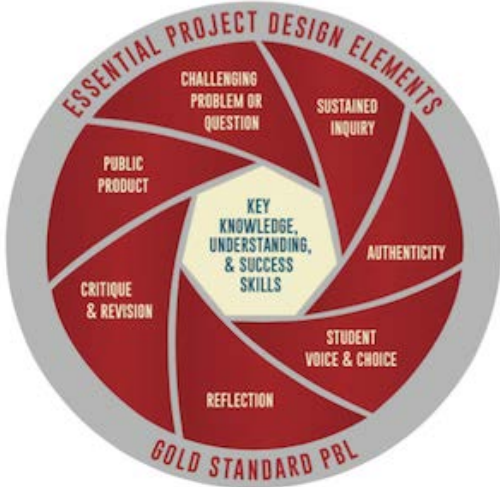 ESSENTIAL PROJECT DESIGN ELEMENTS
CHALLENGING
PROBLEM OR
QUESTION
SUSTAINED
INQUIRY
AUTHENTICITY
STUDENT
VOICE & CHOICE
REFLECTION
CRITIQUE
& REVISION
PUBLIC
PRODUCT
KEY
KNOWLEDGE,
UNDERSTANDING,
& SUCCESS
SKILLS
GOLD STANDARD PBL